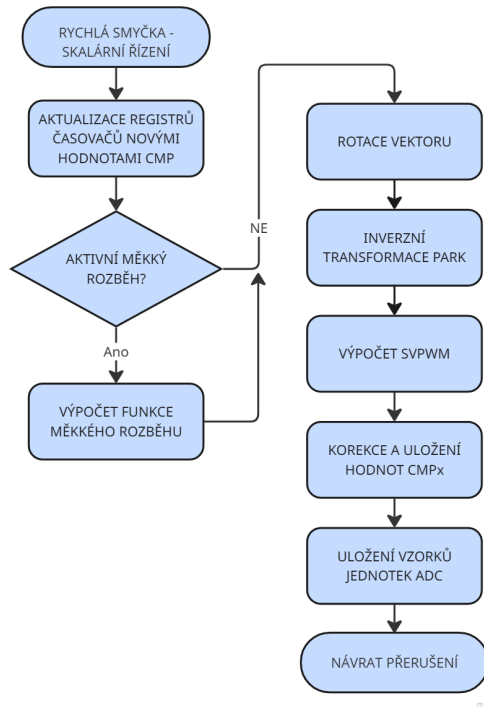 RYCHLÁ SMYČKA -
SKALÁRNÍ ŘÍZENÍ
AKTUALIZACE REGISTRŮ
ČASOVAČŮ NOVÝMI
HODNOTAMI CMP
AKTIVNÍ MĚKKÝ
ROZBĚH?
Ano
VÝPOČET FUNKCE
MĚKKÉHO ROZBĚHU
NE
ROTACE VEKTORU
INVERZNÍ
TRANSFORMACE PARK
VÝPOČET SVPWM
KOREKCE A ULOŽENÍ
HODNOT CMPx
ULOŽENÍ VZORKŮ
JEDNOTEK ADC
NÁVRAT PŘERUŠENÍ